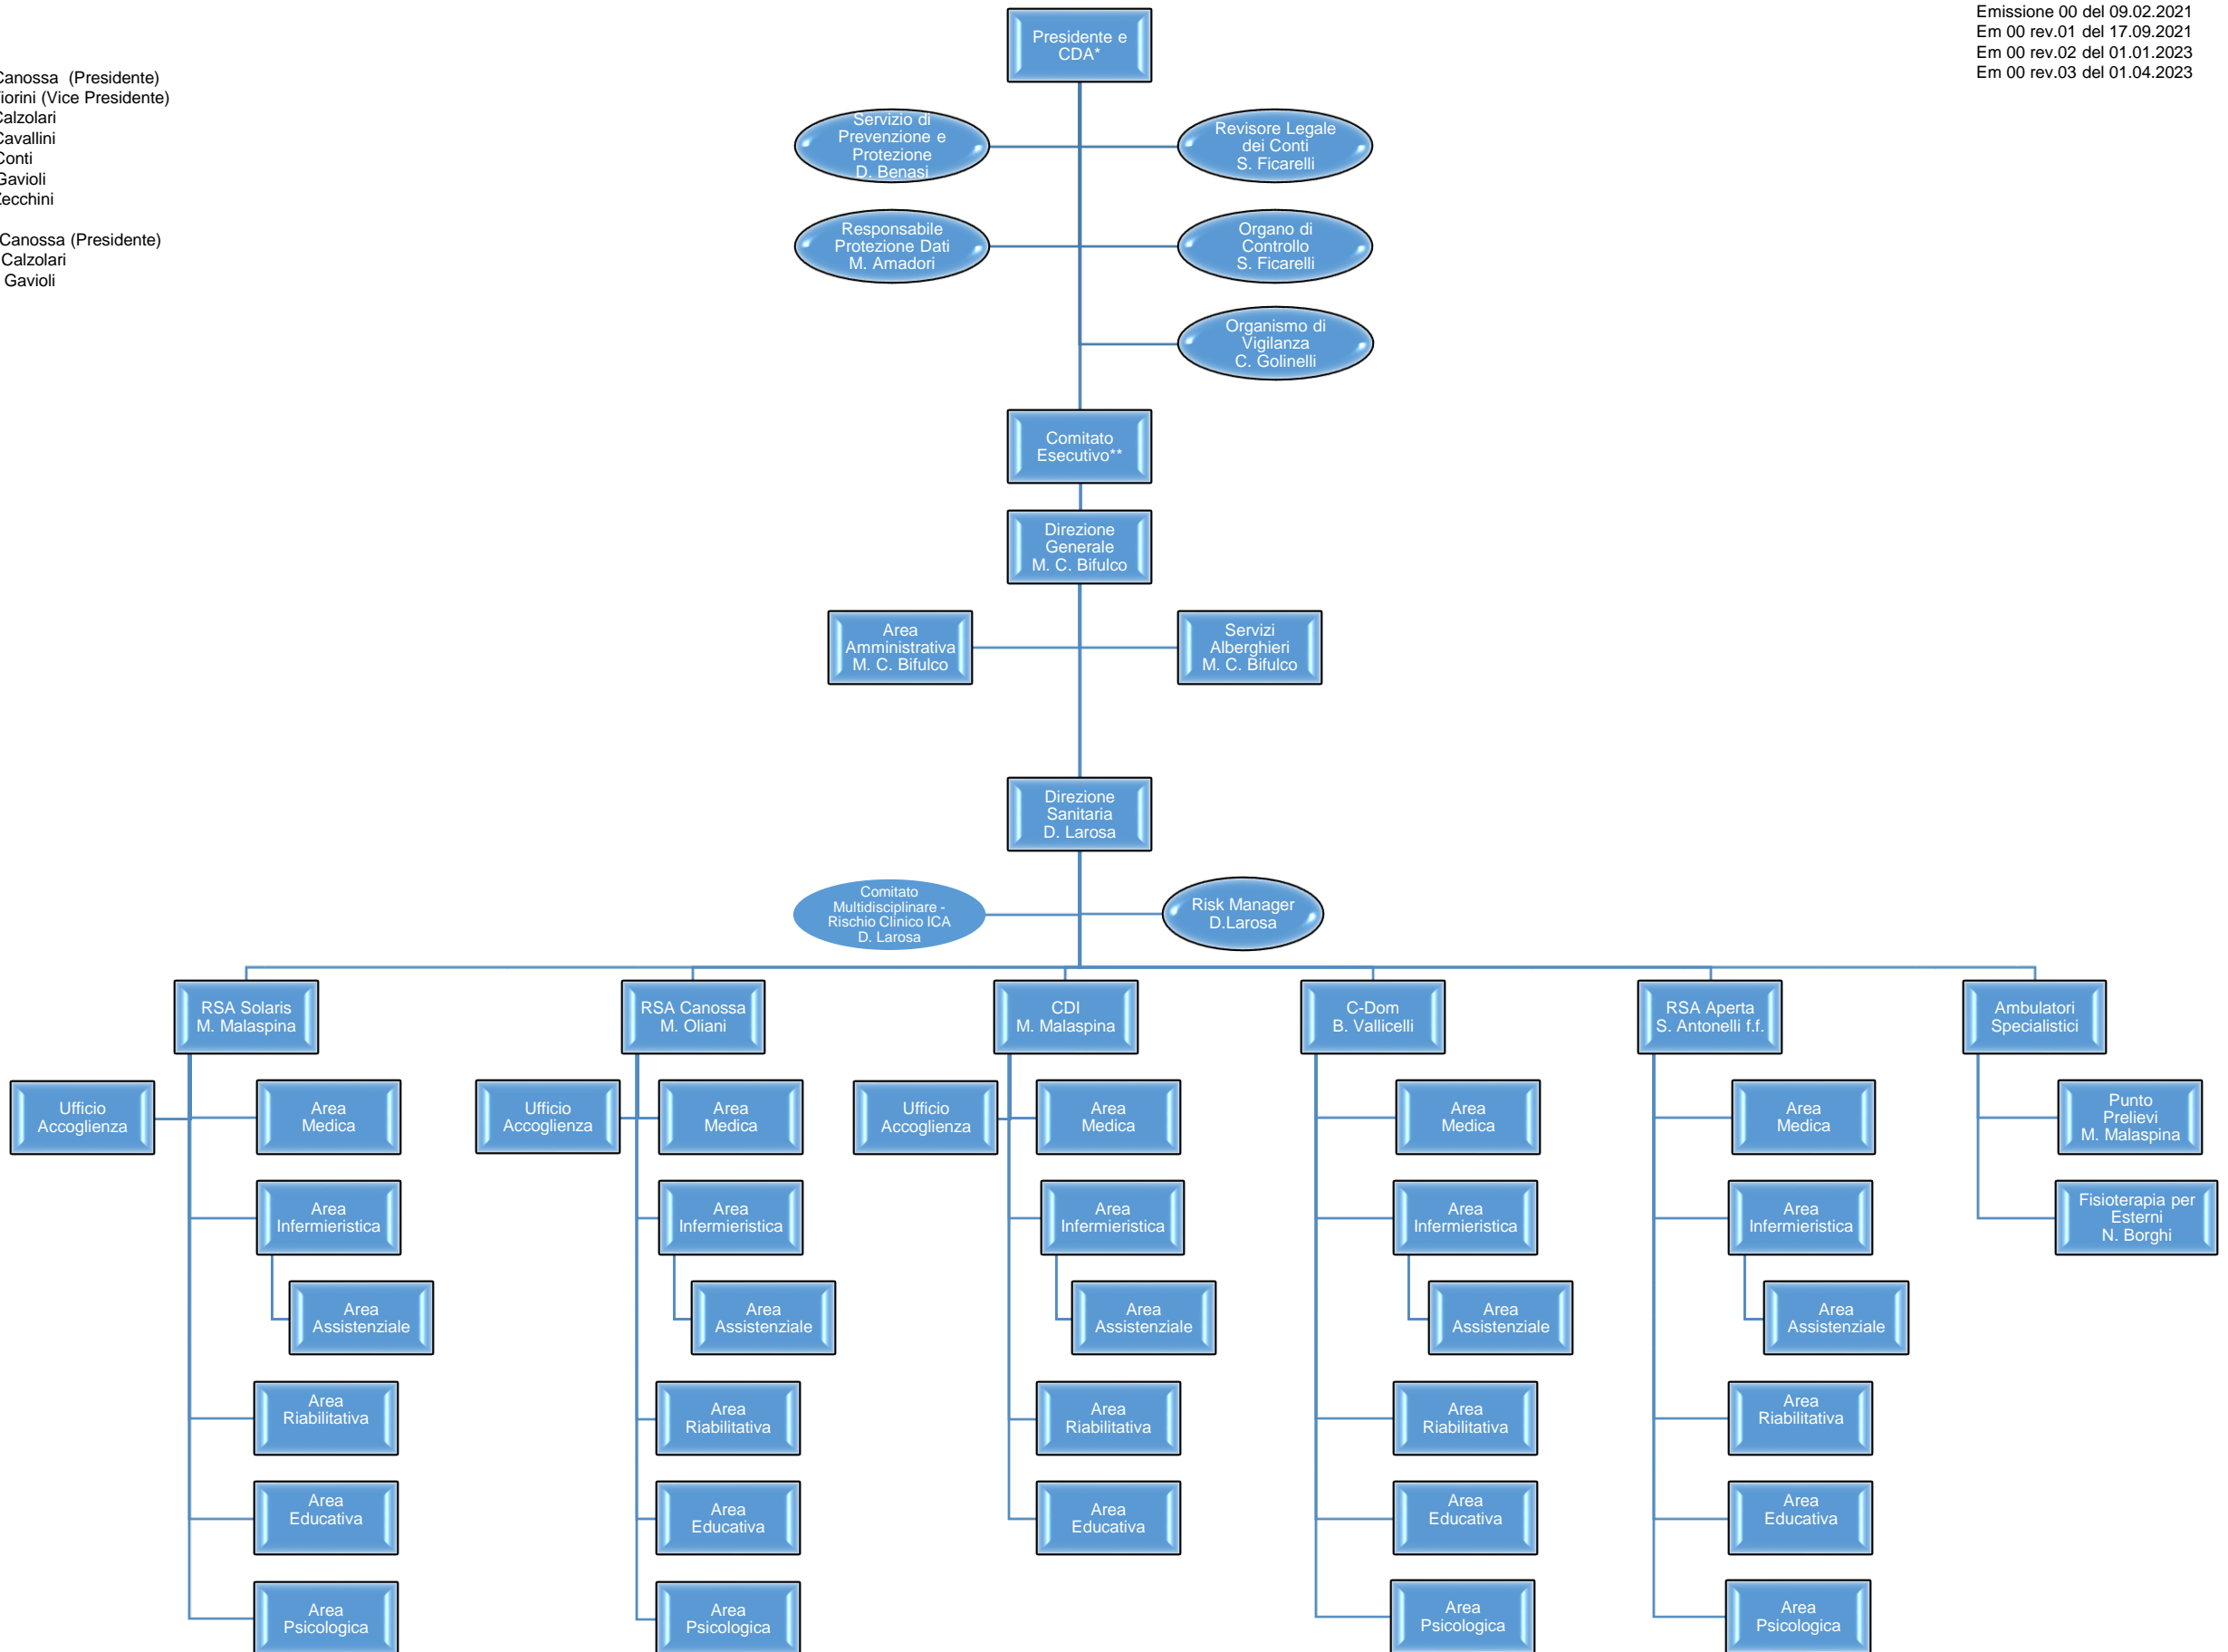 Presidente e
CDA*
Emissione 00 del 09.02.2021
Em 00 rev.01 del 17.09.2021
Em 00 rev.02 del 01.01.2023
Em 00 rev.03 del 01.04.2023
Canossa (Presidente)
iorini (Vice Presidente)
Calzolari
Cavallini
Conti
Gavioli
Zecchini
Canossa (Presidente)
Calzolari
Gavioli
Servizio di
Prevenzione e
Protezione
D. Benasi
Revisore Legale
dei Conti
S. Ficarelli
Responsabile
Protezione Dati
M. Amadori
Organo di
Controllo
S. Ficarelli
Organismo di
Vigilanza
C. Golinelli
Comitato
Esecutivo**
Direzione
Generale
M. C. Bifulco
Area
Amministrativa
M. C. Bifulco
Servizi
Alberghieri
M. C. Bifulco
Direzione
Sanitaria
D. Larosa
Comitato
Multidisciplinare -
Rischio Clinico ICA
D. Larosa
Risk Manager
D.Larosa
RSA Solaris
M. Malaspina
RSA Canossa
M. Oliani
CDI
M. Malaspina
C-Dom
B. Vallicelli
RSA Aperta
S. Antonelli f.f.
Ambulatori
Specialistici
Ufficio
Accoglienza
Area
Medica
Ufficio
Accoglienza
Area
Medica
Ufficio
Accoglienza
Area
Medica
Area
Medica
Area
Medica
Punto
Prelievi
M. Malaspina
Area
Infermieristica
Area
Infermieristica
Area
Infermieristica
Area
Infermieristica
Area
Infermieristica
Fisioterapia per
Esterni
N. Borghi
Area
Assistenziale
Area
Assistenziale
Area
Assistenziale
Area
Assistenziale
Area
Assistenziale
Area
Riabilitativa
Area
Riabilitativa
Area
Riabilitativa
Area
Riabilitativa
Area
Riabilitativa
Area
Educativa
Area
Educativa
Area
Educativa
Area
Educativa
Area
Educativa
Area
Psicologica
Area
Psicologica
Area
Psicologica
Area
Psicologica